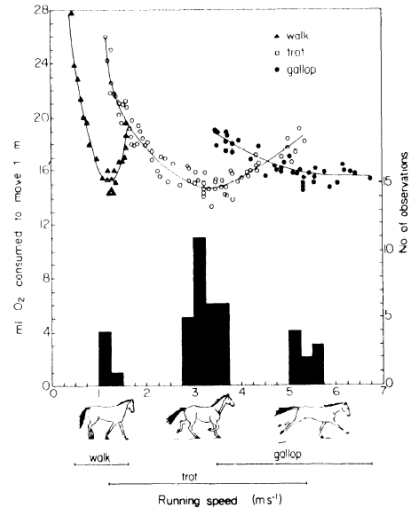 28
24
20
16
12
8
4
0
ml O₂ consumed to move 1 m
▲ walk
○ trot
● gallop
15
10
5
0
No of observations
0 1 2 3 4 5 6 7
walk
gallop
trot
Running speed (m s⁻¹)